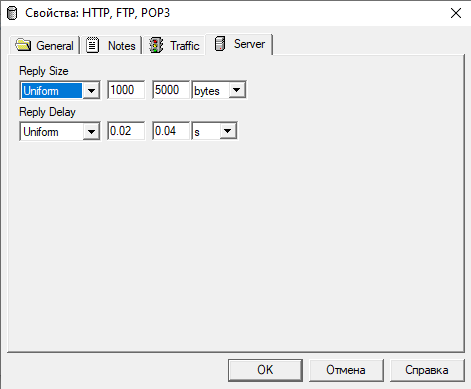 Свойства: HTTP, FTP, POP3
General Notes Traffic Server
Reply Size
Uniform 1000 5000 bytes
Reply Delay
Uniform 0.02 0.04 s
OK Отмена Справка